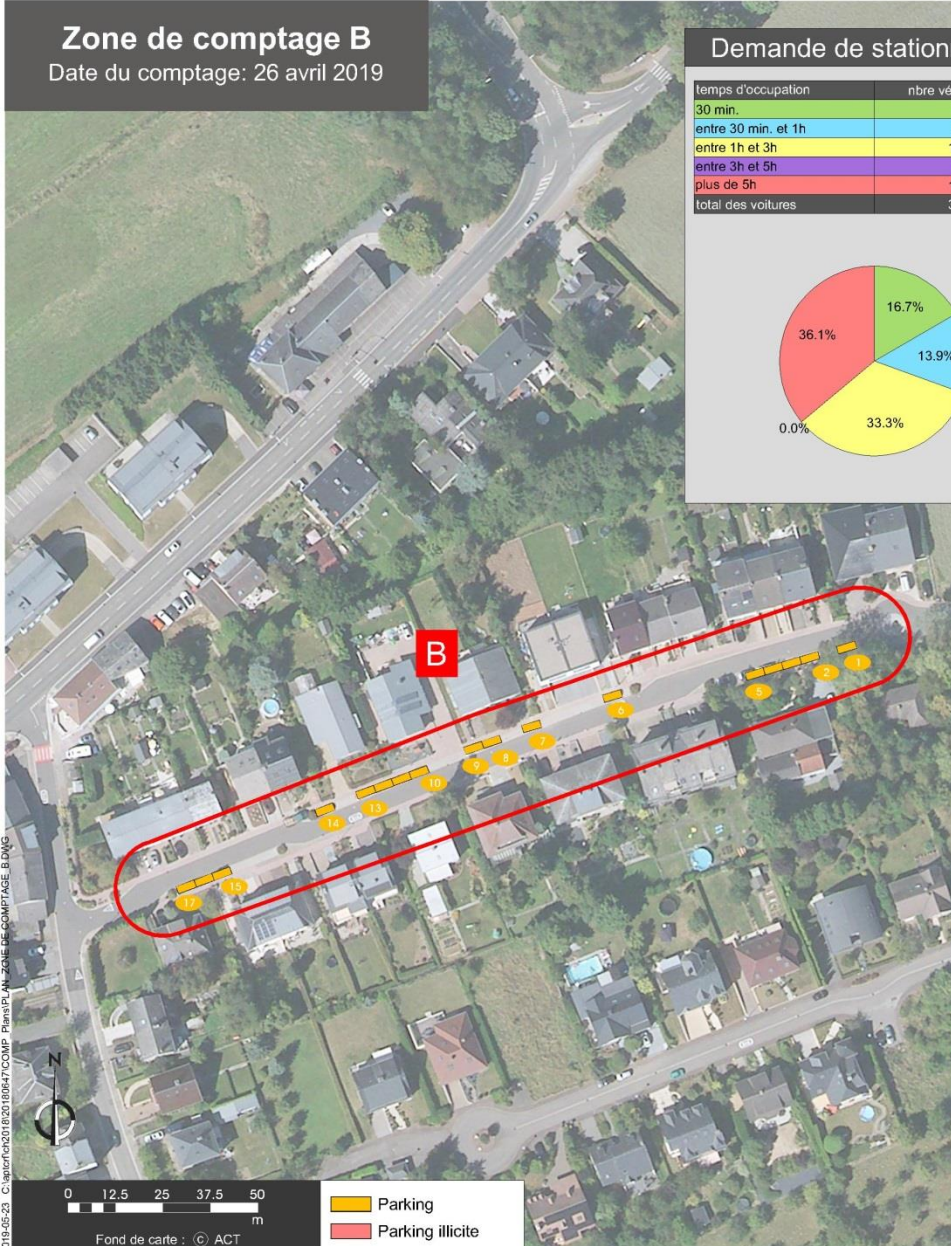 Zone de comptage B
Date du comptage: 26 avril 2019
Demande de station
temps d'occupation nbre vé
30 min.
entre 30 min. et 1h
entre 1h et 3h
entre 3h et 5h
plus de 5h
total des voitures
16.7%
36.1%
13.9%
33.3%
0.0%
B
1
2
5
6
7
8
9
10
13
14
15
17
N
0 12.5 25 37.5 50
m
Fond de carte : © ACT
Parking
Parking illicite